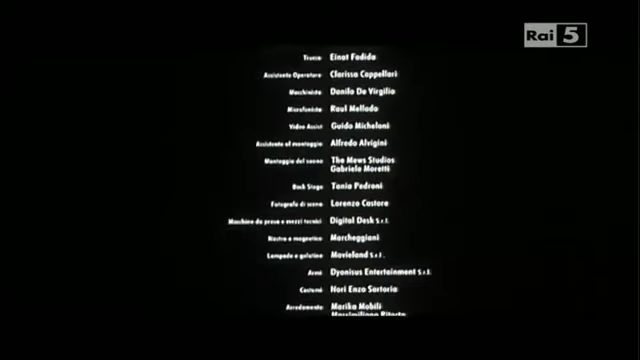 Rai 5
Trucco Einat Fadida
Assistente Operatore Clarissa Cappellari
Macchinista Danilo De Virgilio
Microfonista Raul Mellado
Video Assist Guido Micheloni
Assistente al montaggio Alfredo Alvigini
Montaggio del suono The Mews Studios
Gabriele Moretti
Back Stage Tania Pedroni
Fotografo di scena Lorenzo Castore
Macchine da presa e mezzi tecnici Digital Desk S.r.l.
Nastro e magnetico Marcheggiani
Lampade e gelatine Movieland S.r.l.
Armi Dyonisus Entertainment S.r.l.
Costumi Nori Enzo Sartoria
Arredamento Marika Mobili
Massimiliano